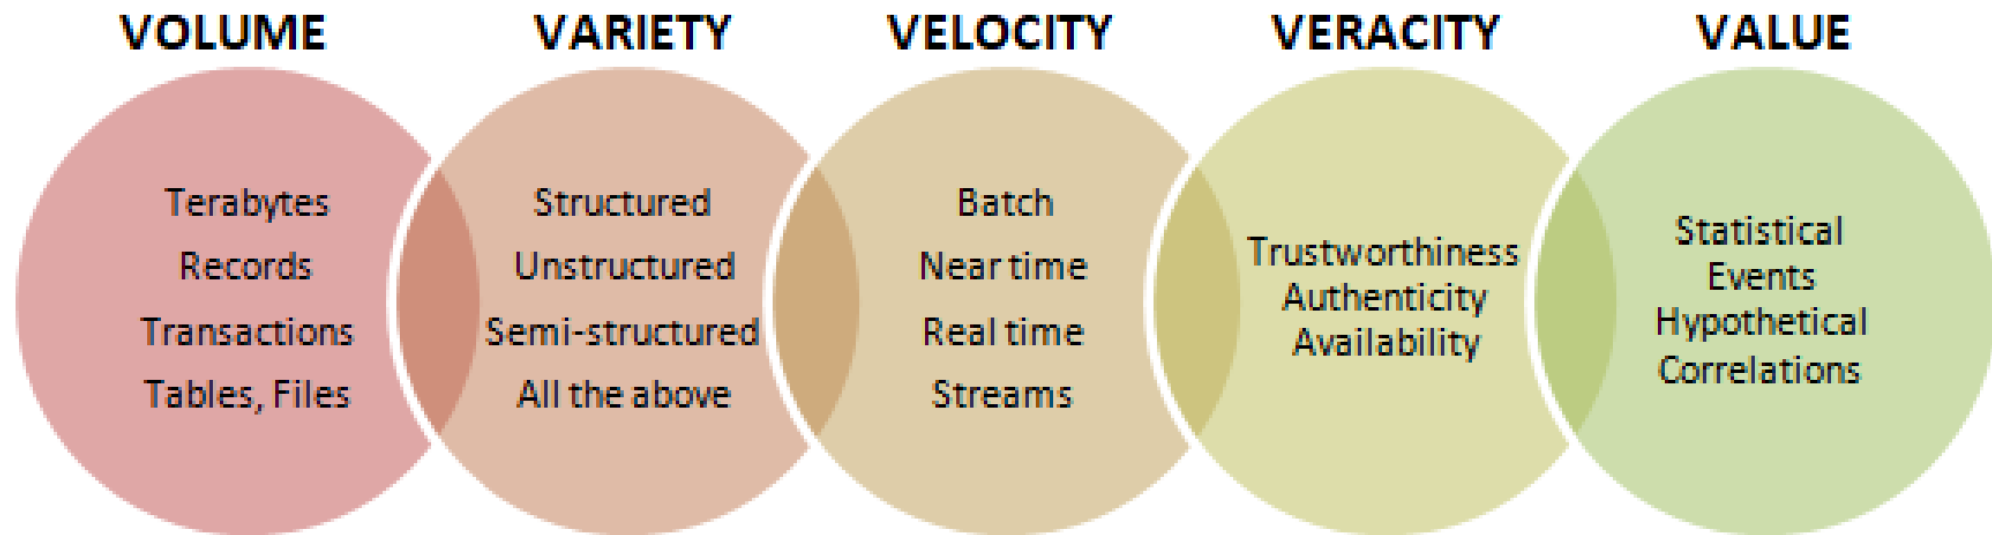 VOLUME
Terabytes
Records
Transactions
Tables, Files
VARIETY
Structured
Unstructured
Semi-structured
All the above
VELOCITY
Batch
Near time
Real time
Streams
VERACITY
Trustworthiness
Authenticity
Availability
VALUE
Statistical
Events
Hypothetical
Correlations